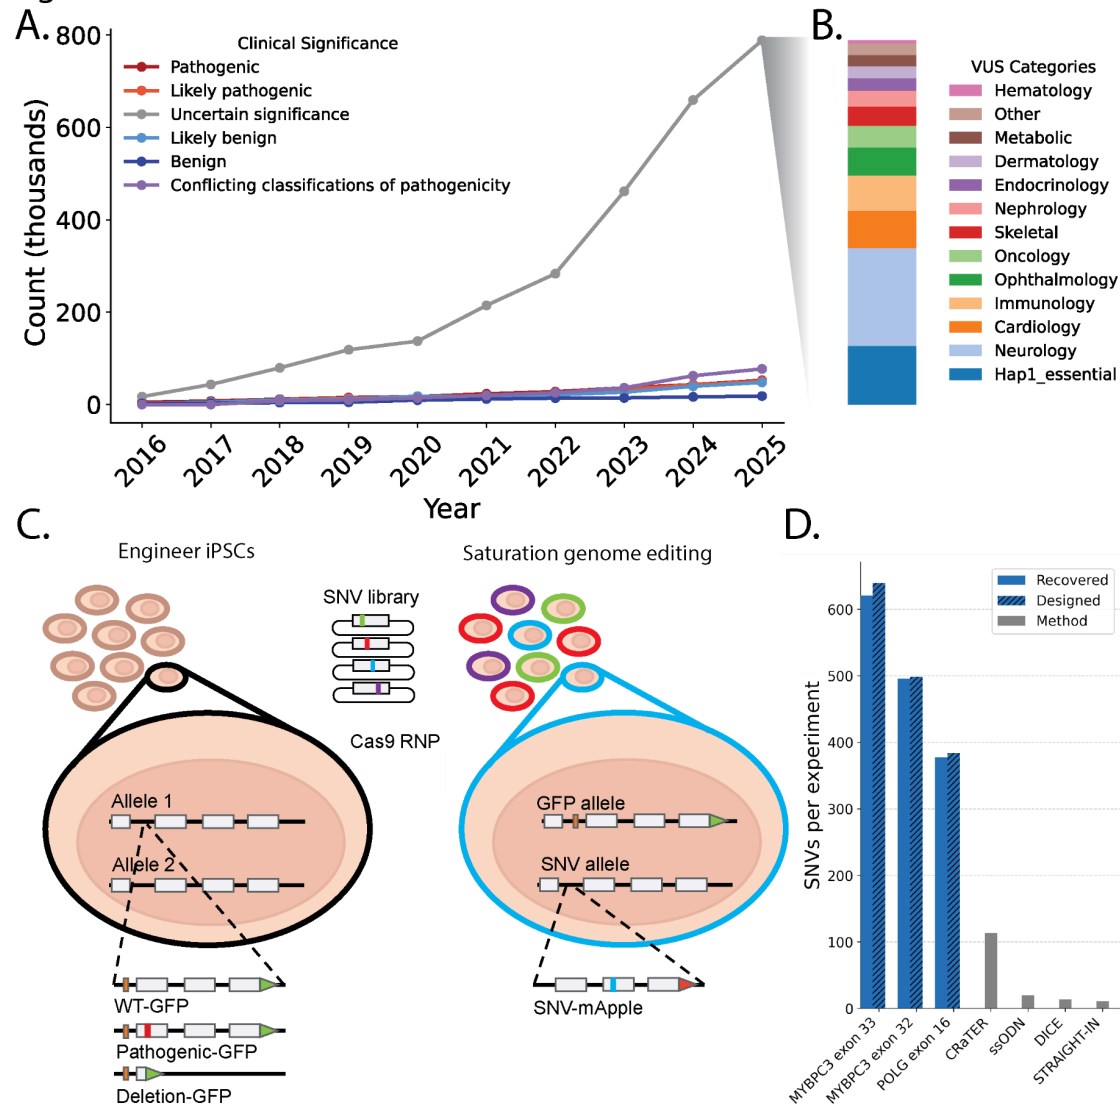 A.
800
600
400
200
0
Count (thousands)
Clinical Significance
Pathogenic
Likely pathogenic
Uncertain significance
Likely benign
Benign
Conflicting classifications of pathogenicity
2016
2017
2018
2019
2020
2021
2022
2023
2024
2025
Year
B.
VUS Categories
Hematology
Other
Metabolic
Dermatology
Endocrinology
Nephrology
Skeletal
Oncology
Ophthalmology
Immunology
Cardiology
Neurology
Hap1_essential
C.
Engineer iPSCs
SNV library
Cas9 RNP
Saturation genome editing
Allele 1
Allele 2
WT-GFP
Pathogenic-GFP
Deletion-GFP
GFP allele
SNV allele
SNV-mApple
D.
Recovered
Designed
Method
SNVs per experiment
600
500
400
300
200
100
0
MYBPC3 exon 33
MYBPC3 exon 32
POLG exon 16
CRaTER
ssODN
DICE
STRAIGHT-IN